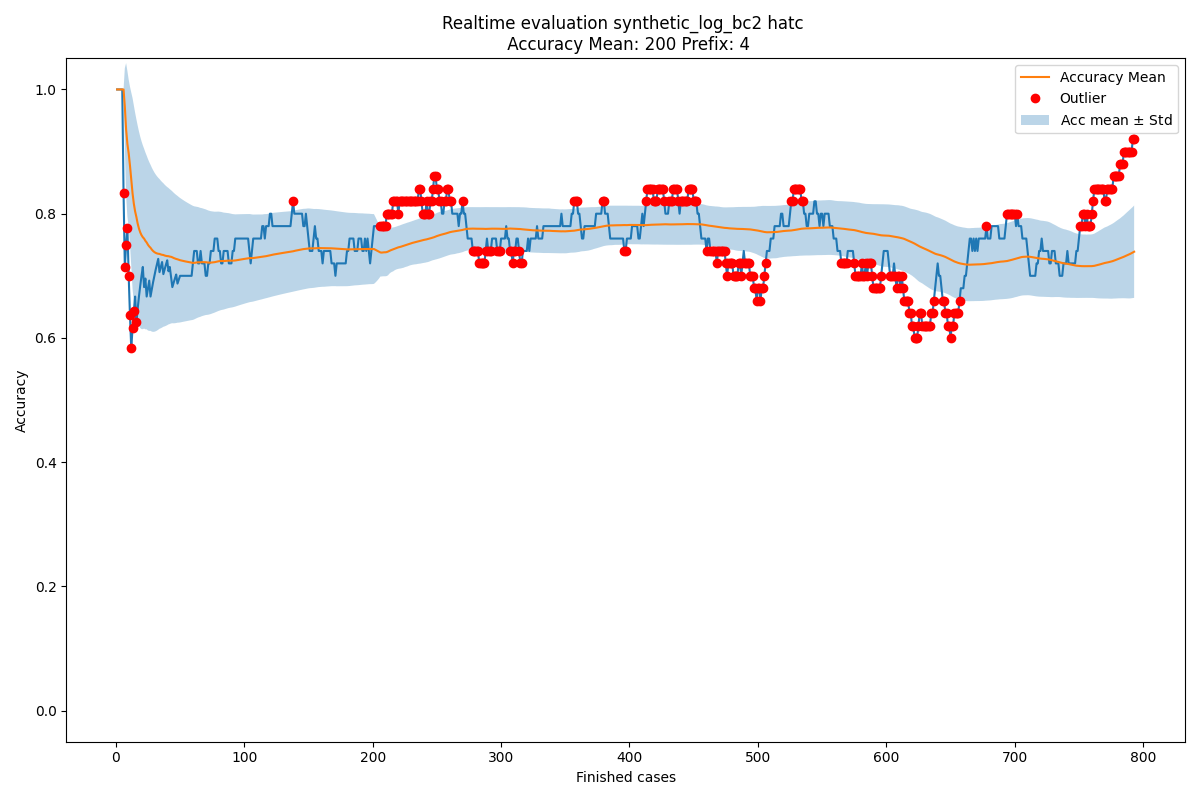 Realtime evaluation synthetic_log_bc2 hatc
Accuracy Mean: 200 Prefix: 4
Accuracy Mean
Outlier
Acc mean ± Std
1.0
0.8
0.6
0.4
0.2
0.0
Accuracy
0 100 200 300 400 500 600 700 800
Finished cases